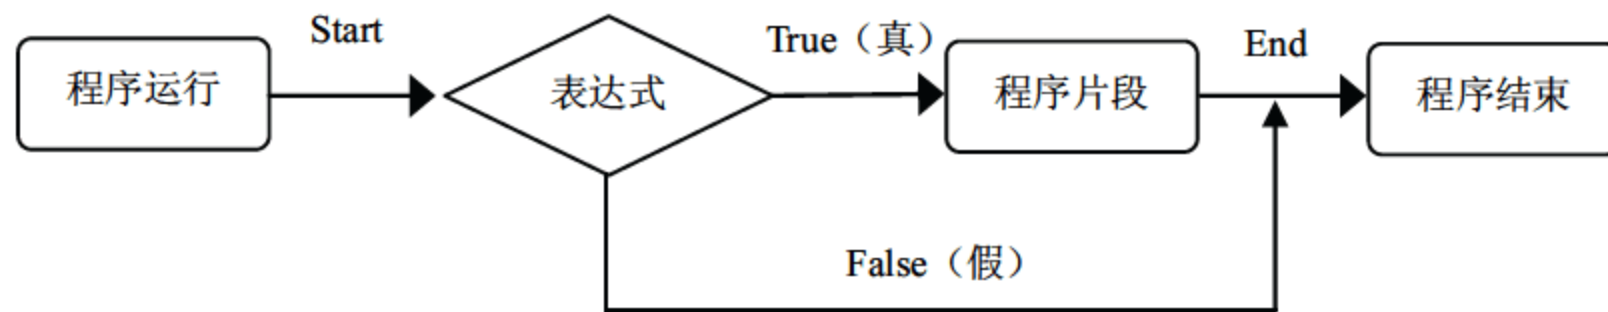 Start
True（真）
End
程序运行
表达式
程序片段
程序结束
False（假）